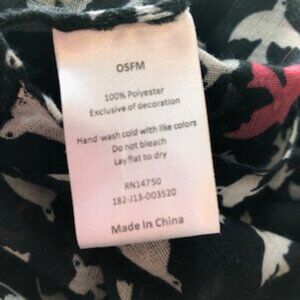 OSFM
100% Polyester
Exclusive of decoration
Hand wash cold with like colors
Do not bleach
Lay flat to dry
RN14750
182-J13-003520
Made in China